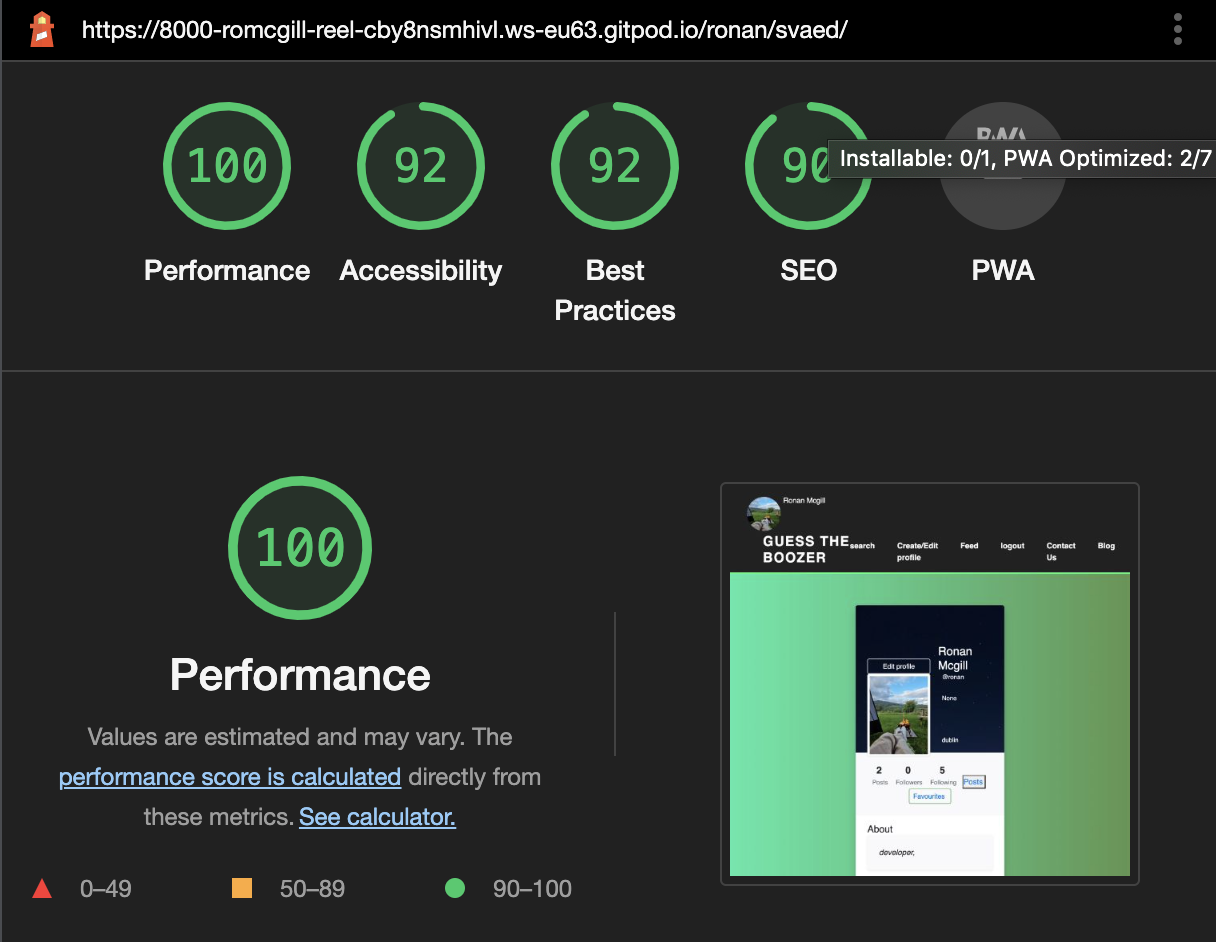 https://8000-romcgill-reel-cby8nsmhivl.ws-eu63.gitpod.io/ronan/svaed/
100
92
92
90
PWA
Installable: 0/1, PWA Optimized: 2/7
Performance
Accessibility
Best
Practices
SEO
PWA
100
Performance
Values are estimated and may vary. The
performance score is calculated directly from
these metrics. See calculator.
0–49
50–89
90–100
Ronan Mcgill
GUESS THE
BOOZER
search
Create/Edit
profile
Feed
logout
Contact
Us
Blog
Edit profile
Ronan
Mcgill
@ronan
None
dublin
2
0
5
Posts
Followers
Following
Posts
Favourites
About
developer,